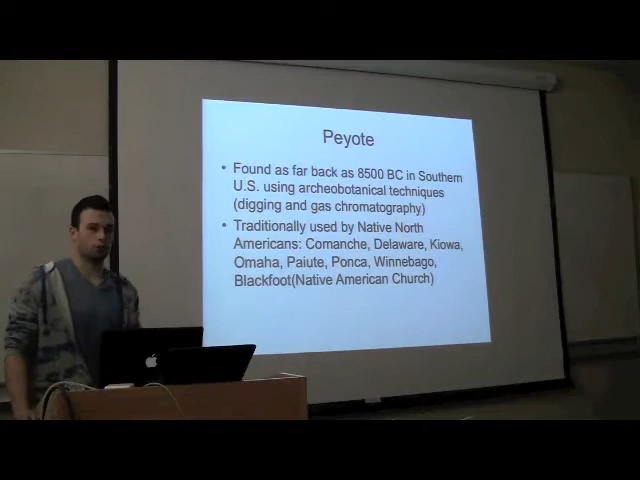 Peyote
• Found as far back as 8500 BC in Southern
U.S. using archeobotanical techniques
(digging and gas chromatography)
• Traditionally used by Native North
Americans: Comanche, Delaware, Kiowa,
Omaha, Paiute, Ponca, Winnebago,
Blackfoot(Native American Church)